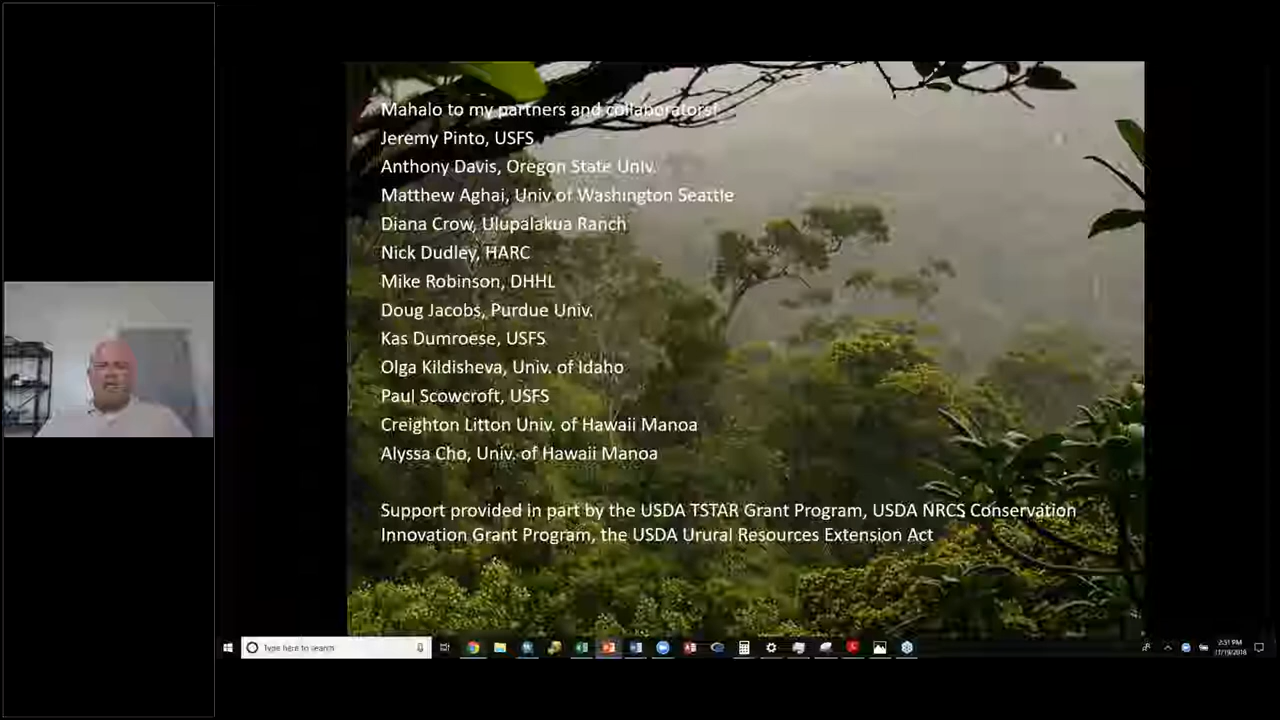 Mahalo to my partners and collaborators!
Jeremy Pinto, USFS
Anthony Davis, Oregon State Univ.
Matthew Aghai, Univ of Washington Seattle
Diana Crow, Ulupalakua Ranch
Nick Dudley, HARC
Mike Robinson, DHHL
Doug Jacobs, Purdue Univ.
Kas Dumroese, USFS
Olga Kildisheva, Univ. of Idaho
Paul Scowcroft, USFS
Creighton Litton Univ. of Hawaii Manoa
Alyssa Cho, Univ. of Hawaii Manoa
Support provided in part by the USDA TSTAR Grant Program, USDA NRCS Conservation
Innovation Grant Program, the USDA Urural Resources Extension Act
Type here to search
2:51 PM